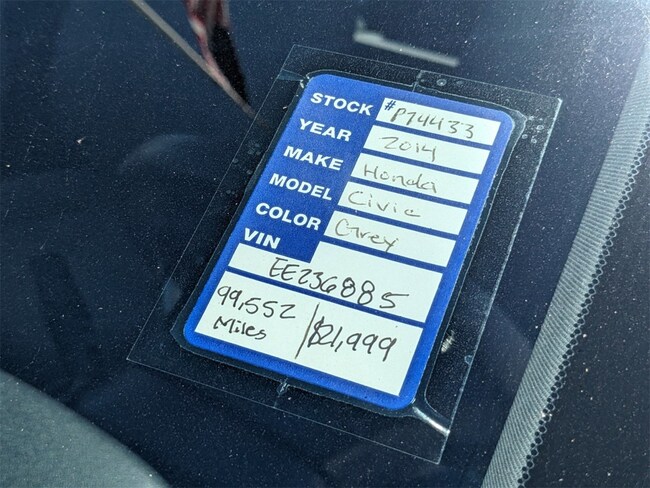 STOCK #P74433
YEAR 2014
MAKE Honda
MODEL Civic
COLOR Grey
VIN
EE236885
99,552 $21,999
Miles